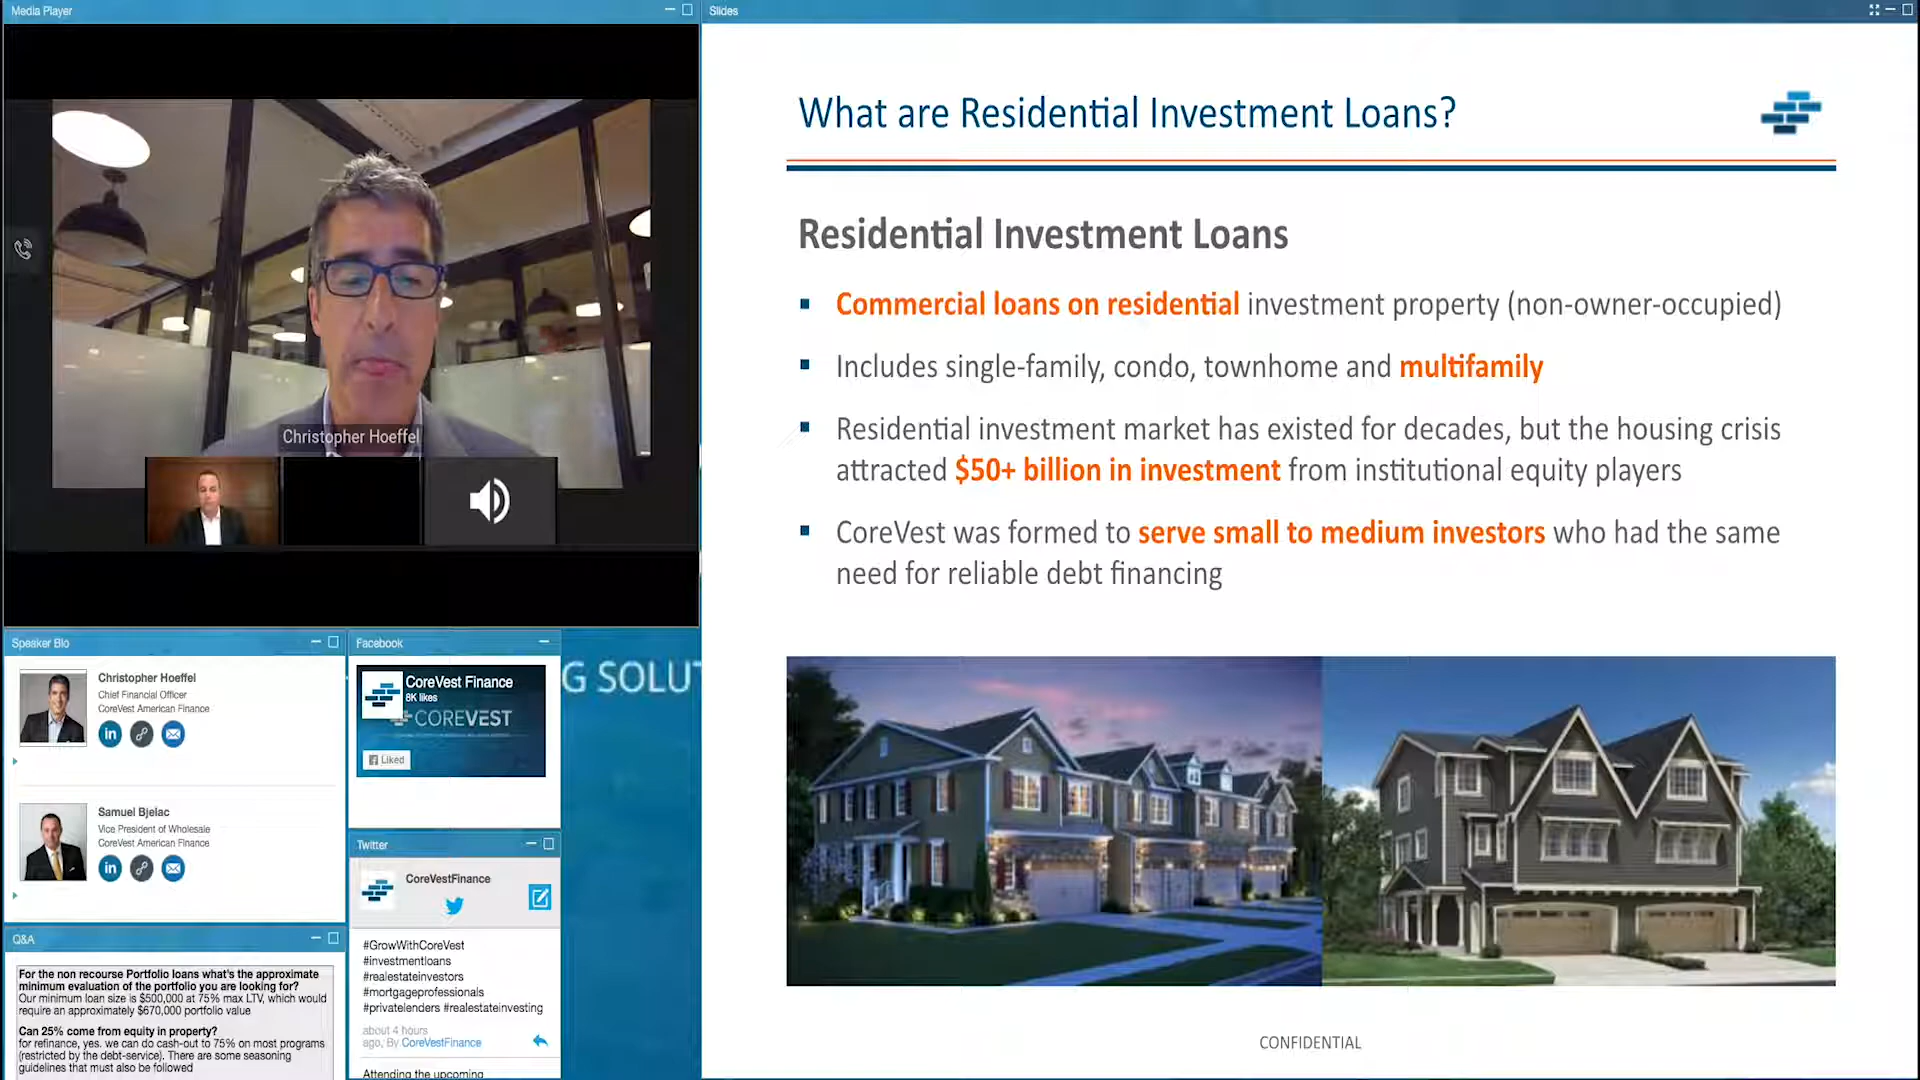 Media Player
Christopher Hoeffel
Speaker Bio
Christopher Hoeffel
Chief Financial Officer
CoreVest American Finance
in
Samuel Bjelac
Vice President of Wholesale
CoreVest American Finance
in
Q&A
For the non recourse Portfolio loans what's the approximate
minimum evaluation of the portfolio you are looking for?
Our minimum loan size is $500,000 at 75% max LTV, which would
require an approximately $670,000 portfolio value
Can 25% come from equity in property?
for refinance, yes. we can do cash-out to 75% on most programs
(restricted by the debt-service). There are some seasoning
guidelines that must also be followed
Facebook
CoreVest Finance
8K likes
COREVEST
Liked
G SOLUT
Twitter
CoreVestFinance
#GrowWithCoreVest
#investmentloans
#realestateinvestors
#mortgageprofessionals
#privatelenders #realestateinvesting
about 4 hours
ago, By CoreVestFinance
Attending the upcoming
Slides
What are Residential Investment Loans?
Residential Investment Loans
Commercial loans on residential investment property (non-owner-occupied)
Includes single-family, condo, townhome and multifamily
Residential investment market has existed for decades, but the housing crisis
attracted $50+ billion in investment from institutional equity players
CoreVest was formed to serve small to medium investors who had the same
need for reliable debt financing
CONFIDENTIAL